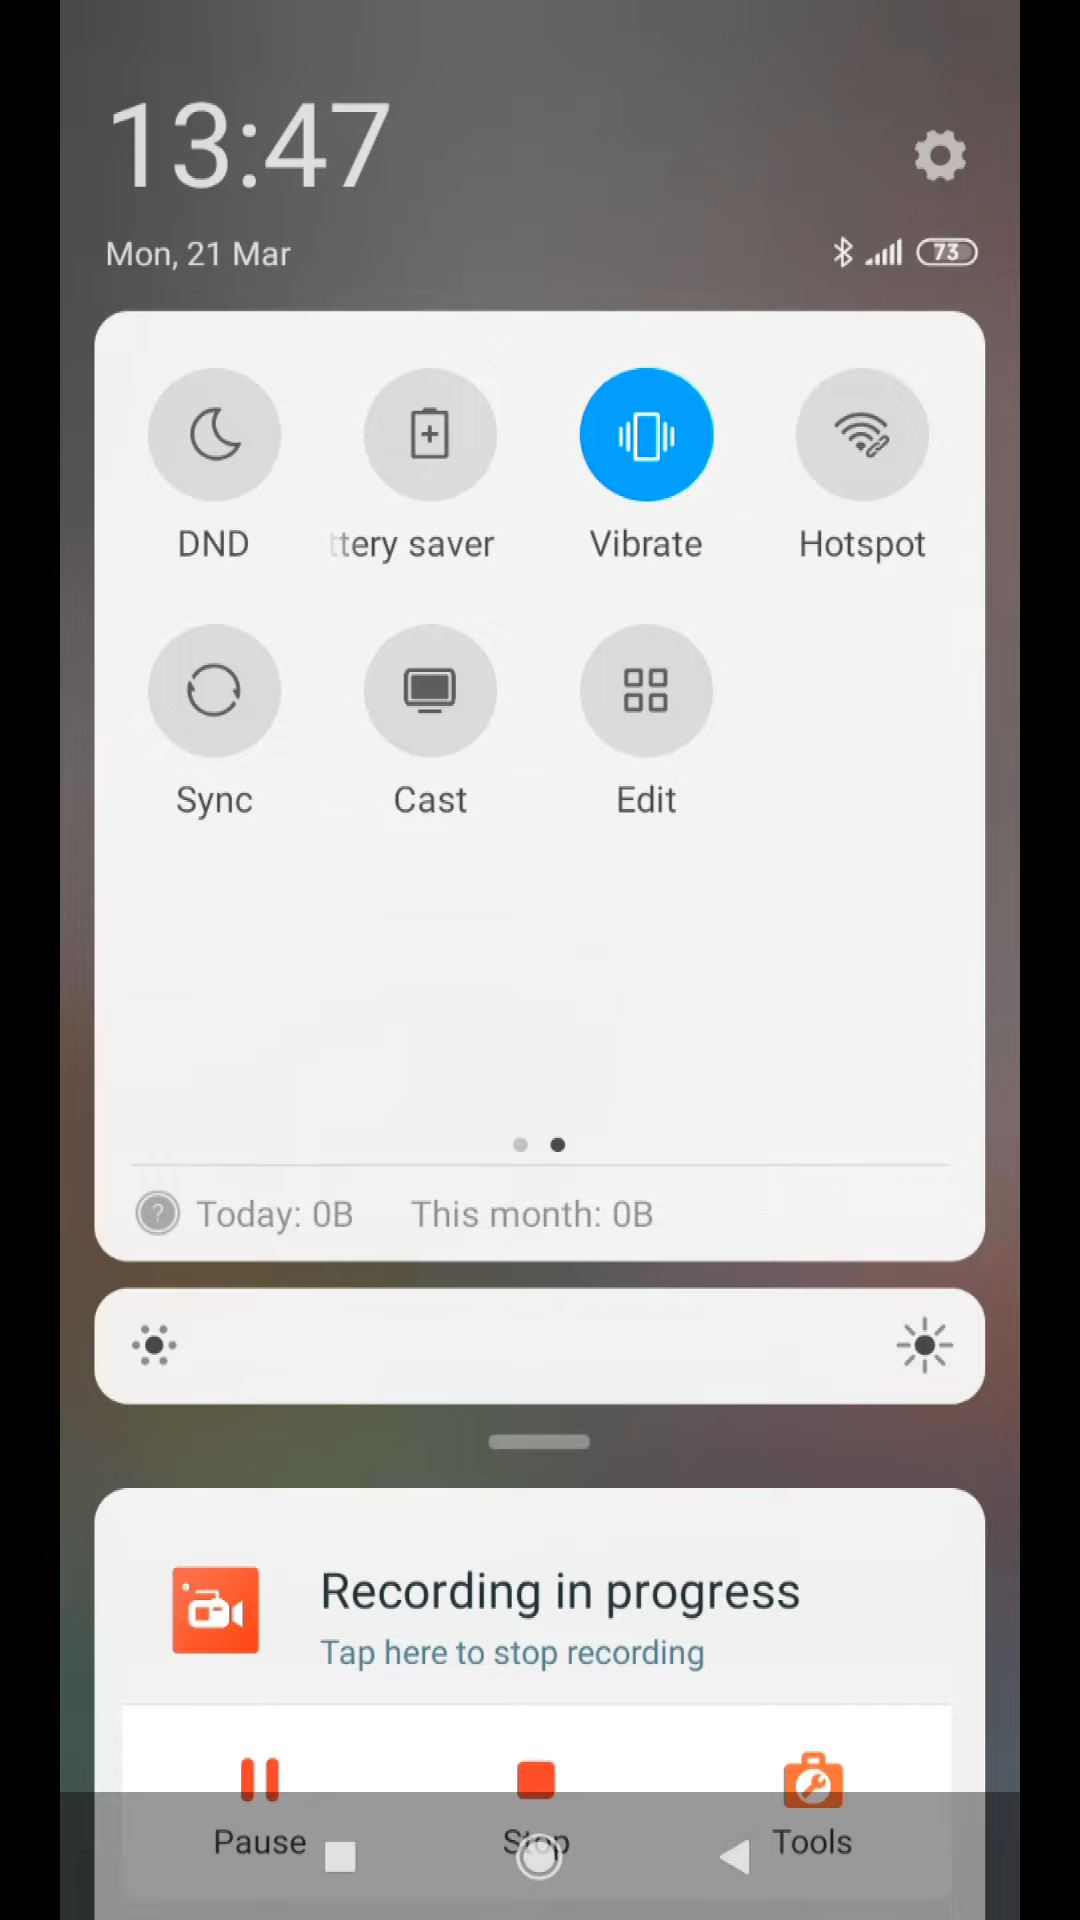 13:47
Mon, 21 Mar
73
DND
ttery saver
Vibrate
Hotspot
Sync
Cast
Edit
? Today: 0B This month: 0B
Recording in progress
Tap here to stop recording
Pause
Stop
Tools